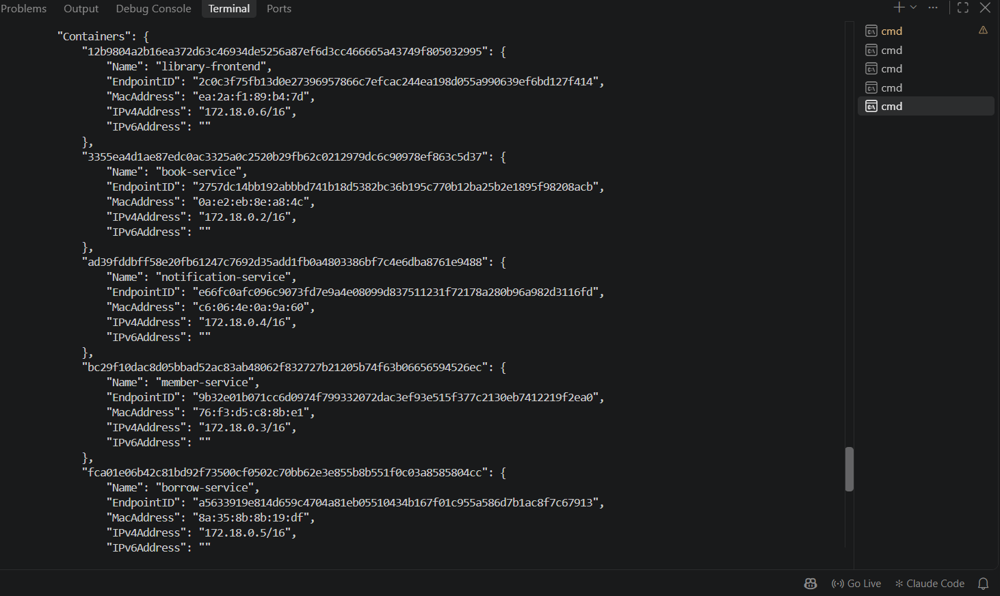 Problems Output Debug Console Terminal Ports
"Containers": {
"12b9804a2b16ea372d63c46934de5256a87ef6d3cc466665a43749f805032995": {
"Name": "library-frontend",
"EndpointID": "2c0c3f75fb13d0e27396957866c7efcac244ea198d055a990639ef6bd127f414",
"MacAddress": "ea:2a:f1:89:b4:7d",
"IPv4Address": "172.18.0.6/16",
"IPv6Address": ""
},
"3355ea4d1ae87edc0ac3325a0c2520b29fb62c0212979dc6c90978ef863c5d37": {
"Name": "book-service",
"EndpointID": "2757dc14bb192abbbd741b18d5382bc36b195c770b12ba25b2e1895f98208acb",
"MacAddress": "0a:e2:eb:8e:a8:4c",
"IPv4Address": "172.18.0.2/16",
"IPv6Address": ""
},
"ad39fddbff58e20fb61247c7692d35add1fb0a4803386bf7c4e6dba8761e9488": {
"Name": "notification-service",
"EndpointID": "e66fc0afc096c9073fd7e9a4e08099d837511231f72178a280b96a982d3116fd",
"MacAddress": "c6:06:4e:0a:9a:60",
"IPv4Address": "172.18.0.4/16",
"IPv6Address": ""
},
"bc29f10dac8d05bbad52ac83ab48062f832727b21205b74f63b06656594526ec": {
"Name": "member-service",
"EndpointID": "9b32e01b071cc6d0974f799332072dac3ef93e515f377c2130eb7412219f2ea0",
"MacAddress": "76:f3:d5:c8:8b:e1",
"IPv4Address": "172.18.0.3/16",
"IPv6Address": ""
},
"fca01e06b42c81bd92f73500cf0502c70bb62e3e855b8b551f0c03a8585804cc": {
"Name": "borrow-service",
"EndpointID": "a5633919e814d659c4704a81eb05510434b167f01c955a586d7b1ac8f7c67913",
"MacAddress": "8a:35:8b:8b:19:df",
"IPv4Address": "172.18.0.5/16",
"IPv6Address": ""
cmd
cmd
cmd
cmd
cmd
Go Live Claude Code